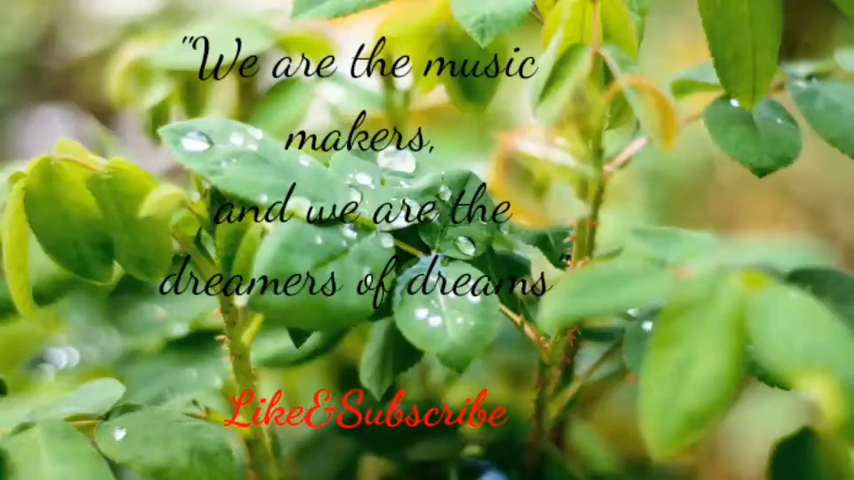 "We are the music
makers,
and we are the
dreamers of dreams"
Like&Subscribe